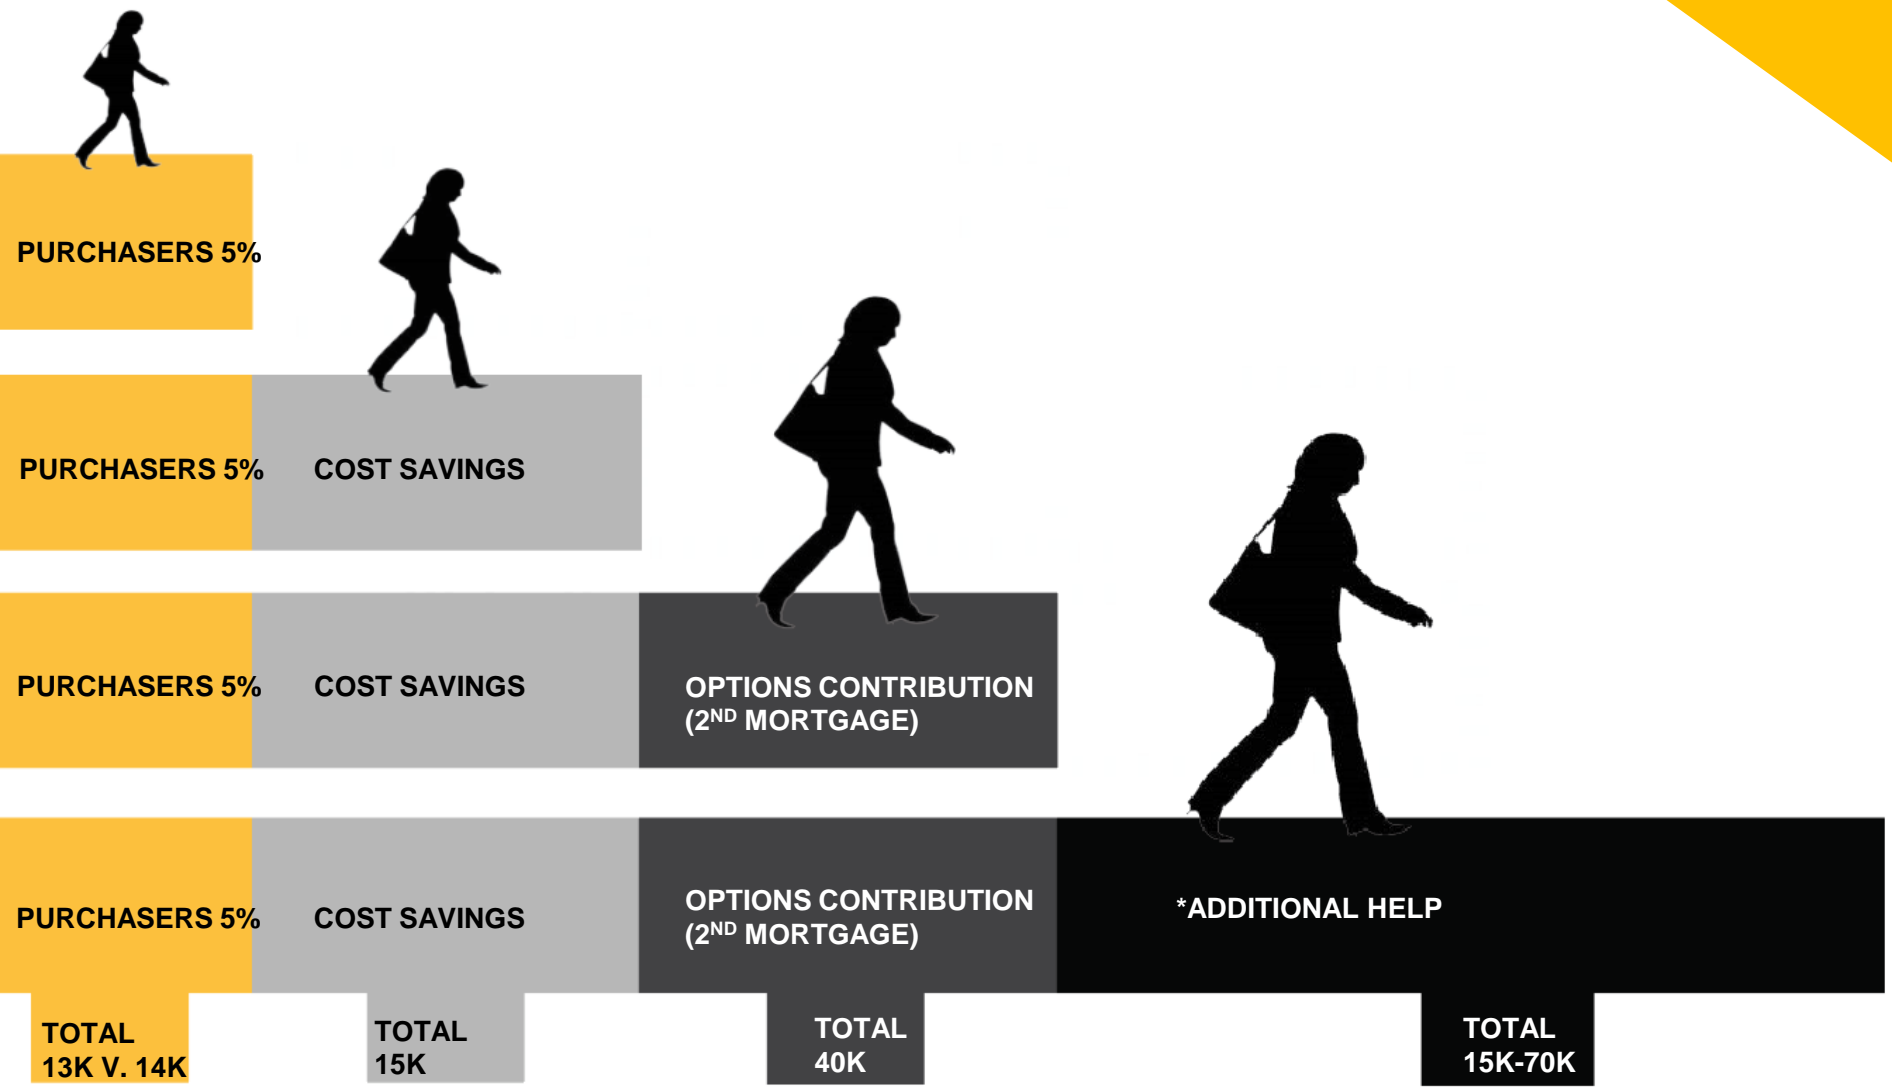 PURCHASERS 5%
PURCHASERS 5%
COST SAVINGS
PURCHASERS 5%
COST SAVINGS
OPTIONS CONTRIBUTION
(2ND MORTGAGE)
PURCHASERS 5%
COST SAVINGS
OPTIONS CONTRIBUTION
(2ND MORTGAGE)
*ADDITIONAL HELP
TOTAL
13K V. 14K
TOTAL
15K
TOTAL
40K
TOTAL
15K-70K